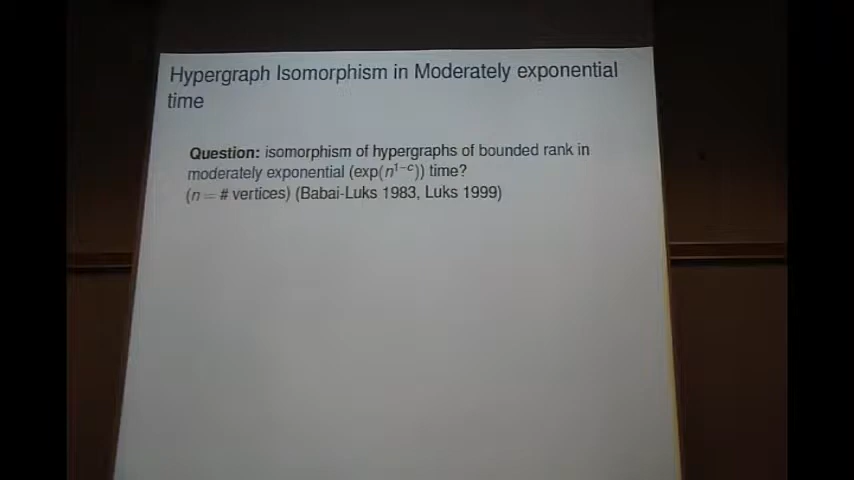 Hypergraph Isomorphism in Moderately exponential
time
Question: isomorphism of hypergraphs of bounded rank in
moderately exponential (exp(n^{1−c})) time?
(n = # vertices) (Babai-Luks 1983, Luks 1999)